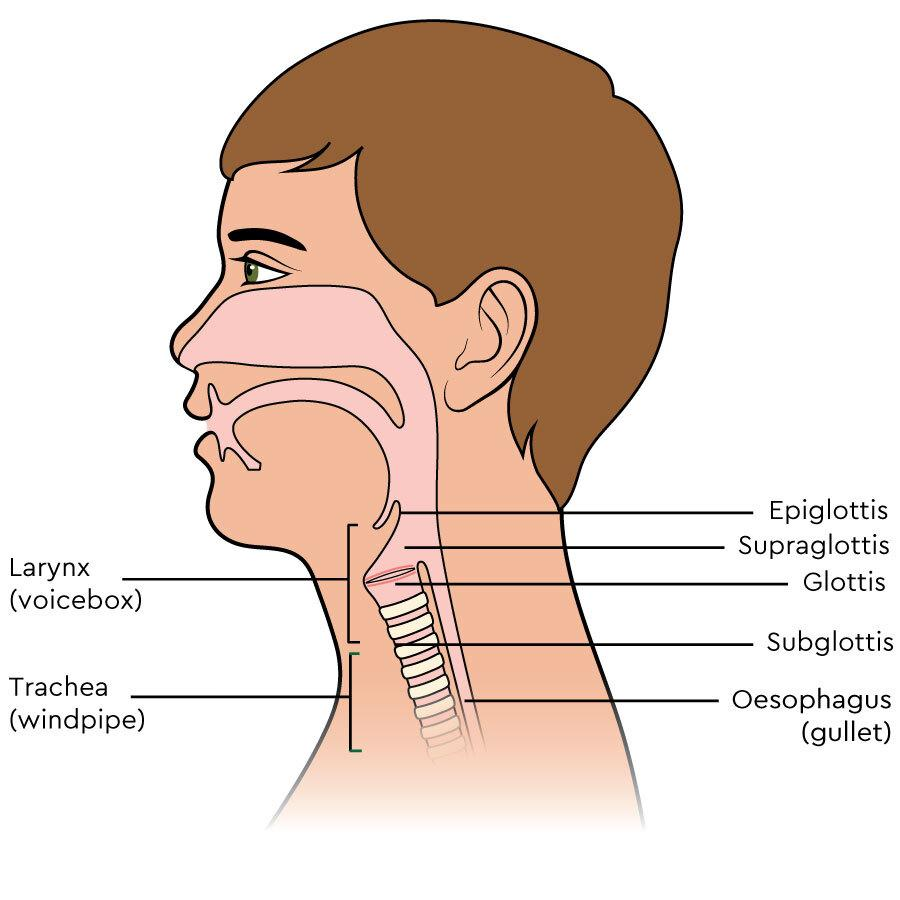 Epiglottis
Supraglottis
Glottis
Subglottis
Oesophagus
(gullet)
Larynx
(voicebox)
Trachea
(windpipe)